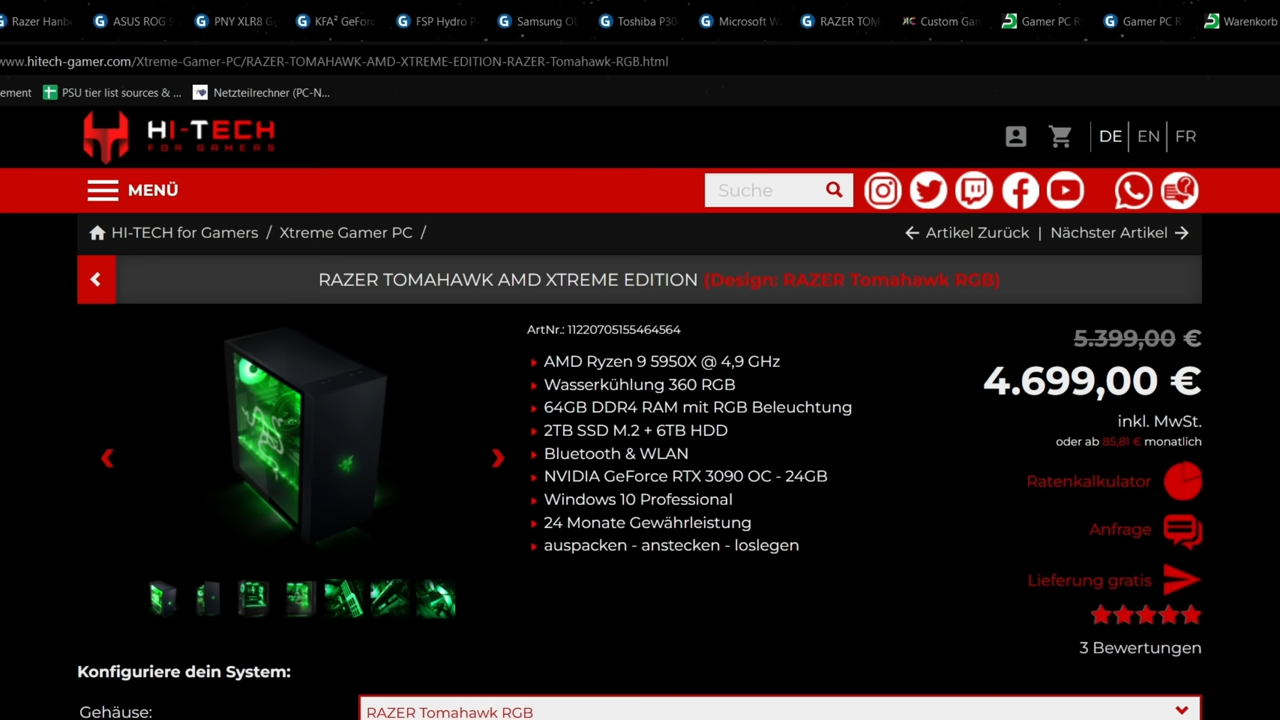 Razer Hanb
ASUS ROG S
PNY XLR8 G
KFA² GeFor
FSP Hydro P
Samsung O
Toshiba P30
Microsoft W
RAZER TOM
Custom Gan
Gamer PC R
Gamer PC R
Warenkorb
www.hitech-gamer.com/Xtreme-Gamer-PC/RAZER-TOMAHAWK-AMD-XTREME-EDITION-RAZER-Tomahawk-RGB.html
ement
PSU tier list sources & ...
Netzteilrechner (PC-N...
HI-TECH
FOR GAMERS
DE | EN | FR
MENÜ
Suche
HI-TECH for Gamers / Xtreme Gamer PC /
Artikel Zurück | Nächster Artikel
RAZER TOMAHAWK AMD XTREME EDITION (Design: RAZER Tomahawk RGB)
ArtNr.: 11220705155464564
AMD Ryzen 9 5950X @ 4,9 GHz
Wasserkühlung 360 RGB
64GB DDR4 RAM mit RGB Beleuchtung
2TB SSD M.2 + 6TB HDD
Bluetooth & WLAN
NVIDIA GeForce RTX 3090 OC - 24GB
Windows 10 Professional
24 Monate Gewährleistung
auspacken - anstecken - loslegen
5.399,00 €
4.699,00 €
inkl. MwSt.
oder ab 85,81 € monatlich
Ratenkalkulator
Anfrage
Lieferung gratis
3 Bewertungen
Konfiguriere dein System:
Gehäuse:
RAZER Tomahawk RGB